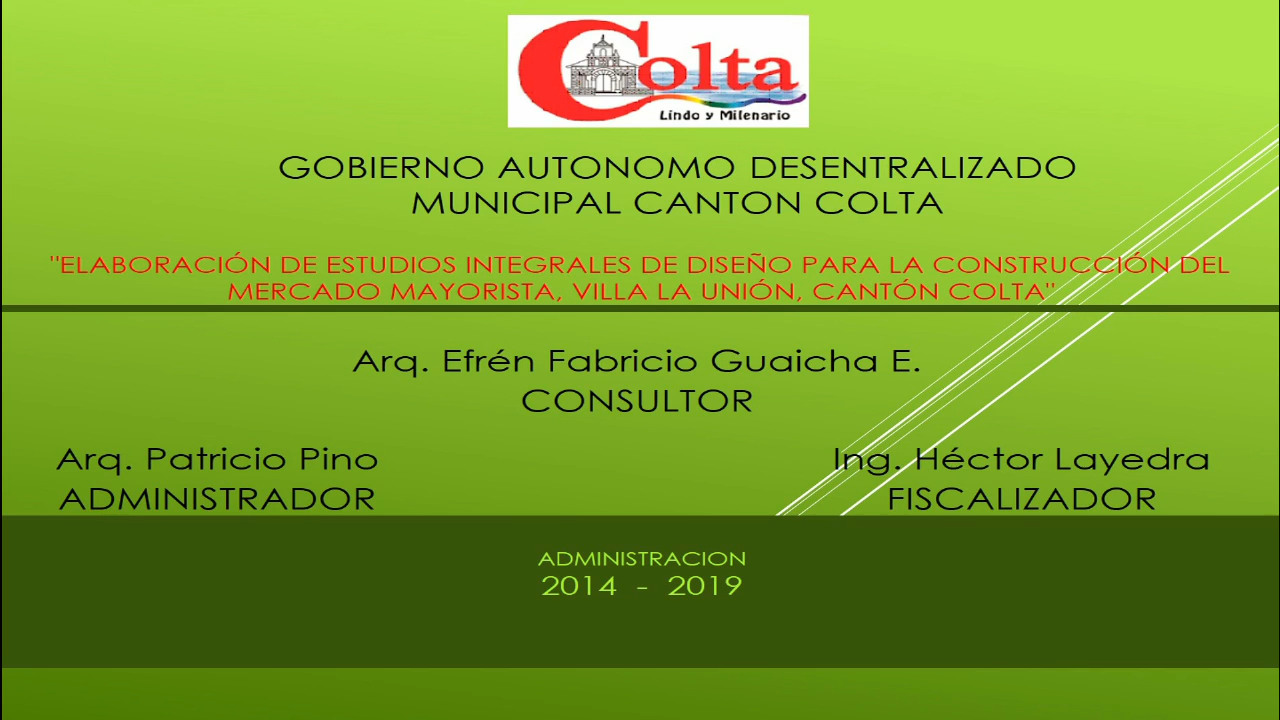 Colta
Lindo y Milenario
GOBIERNO AUTONOMO DESENTRALIZADO
MUNICIPAL CANTON COLTA
"ELABORACIÓN DE ESTUDIOS INTEGRALES DE DISEÑO PARA LA CONSTRUCCIÓN DEL
MERCADO MAYORISTA, VILLA LA UNIÓN, CANTÓN COLTA"
Arq. Efrén Fabricio Guaicha E.
CONSULTOR
Arq. Patricio Pino
ADMINISTRADOR
Ing. Héctor Layedra
FISCALIZADOR
ADMINISTRACION
2014 - 2019